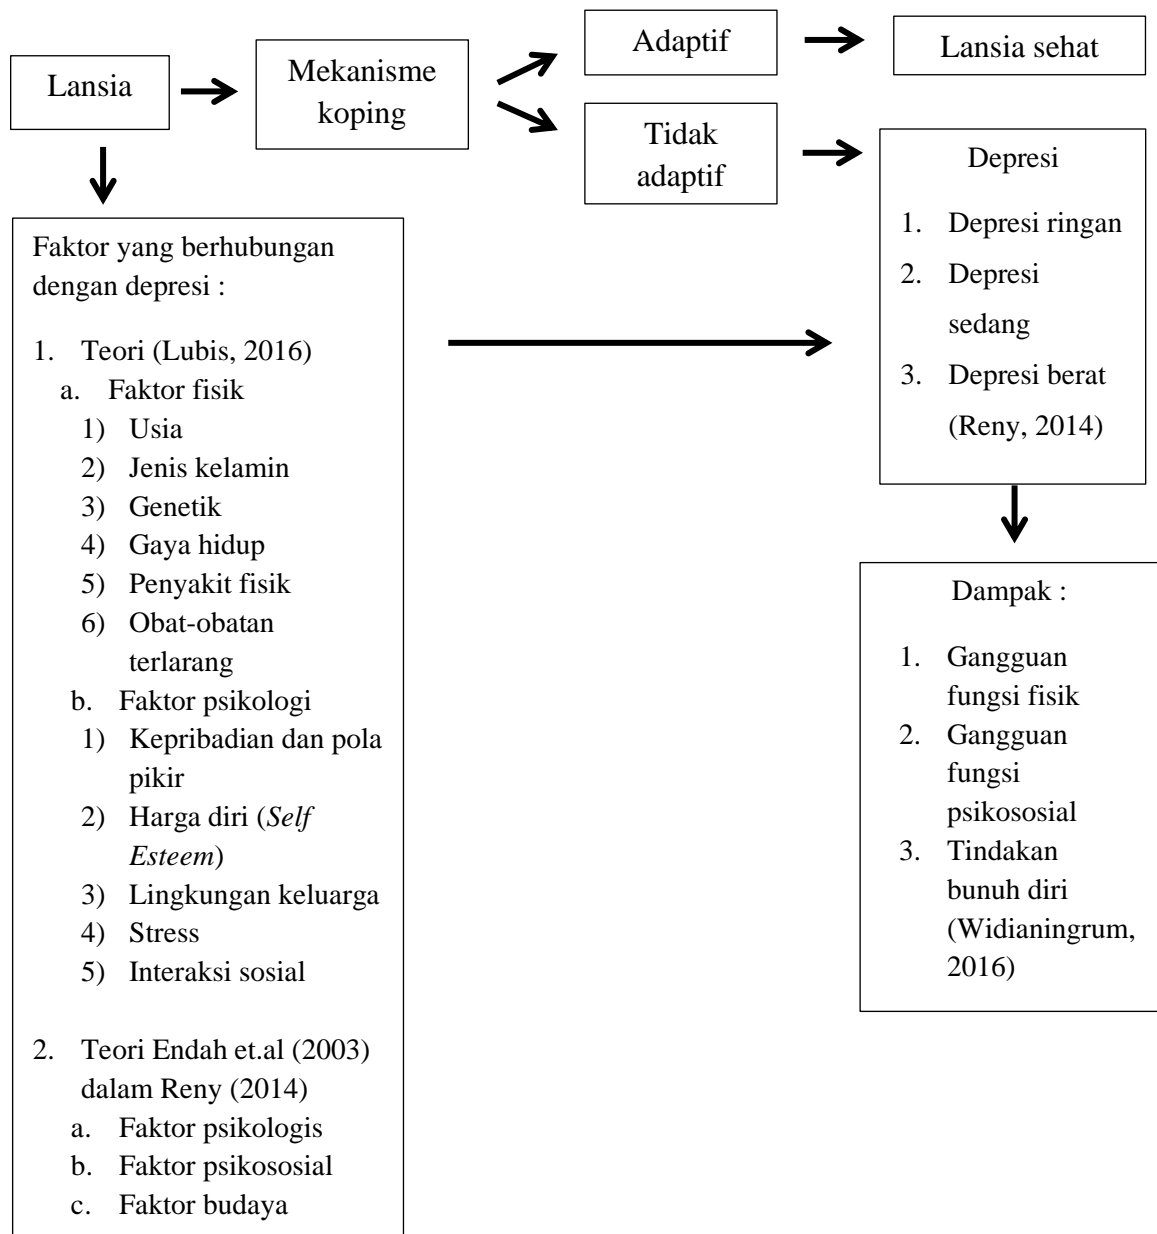 Lansia
Mekanisme
koping
Adaptif
Lansia sehat
Tidak
adaptif
Depresi
1. Depresi ringan
2. Depresi
sedang
3. Depresi berat
(Reny, 2014)
Faktor yang berhubungan
dengan depresi :
1. Teori (Lubis, 2016)
a. Faktor fisik
1) Usia
2) Jenis kelamin
3) Genetik
4) Gaya hidup
5) Penyakit fisik
6) Obat-obatan
terlarang
b. Faktor psikologi
1) Kepribadian dan pola
pikir
2) Harga diri (Self
Esteem)
3) Lingkungan keluarga
4) Stress
5) Interaksi sosial
2. Teori Endah et.al (2003)
dalam Reny (2014)
a. Faktor psikologis
b. Faktor psikososial
c. Faktor budaya
Dampak :
1. Gangguan
fungsi fisik
2. Gangguan
fungsi
psikososial
3. Tindakan
bunuh diri
(Widianingrum,
2016)